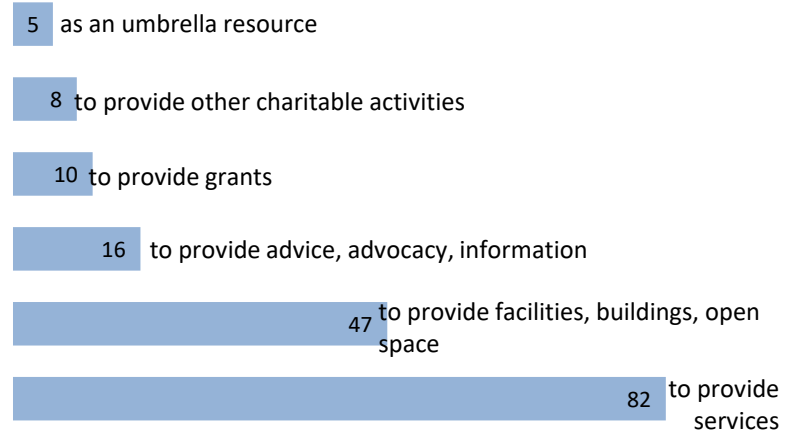 5 as an umbrella resource
8 to provide other charitable activities
10 to provide grants
16 to provide advice, advocacy, information
47 to provide facilities, buildings, open
space
82 to provide
services